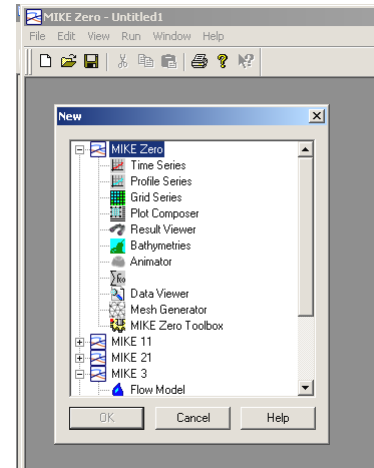 MIKE Zero - Untitled1
File Edit View Run Window Help
New
MIKE Zero
Time Series
Profile Series
Grid Series
Plot Composer
Result Viewer
Bathymetries
Animator
Data Viewer
Mesh Generator
MIKE Zero Toolbox
MIKE 11
MIKE 21
MIKE 3
Flow Model
OK Cancel Help